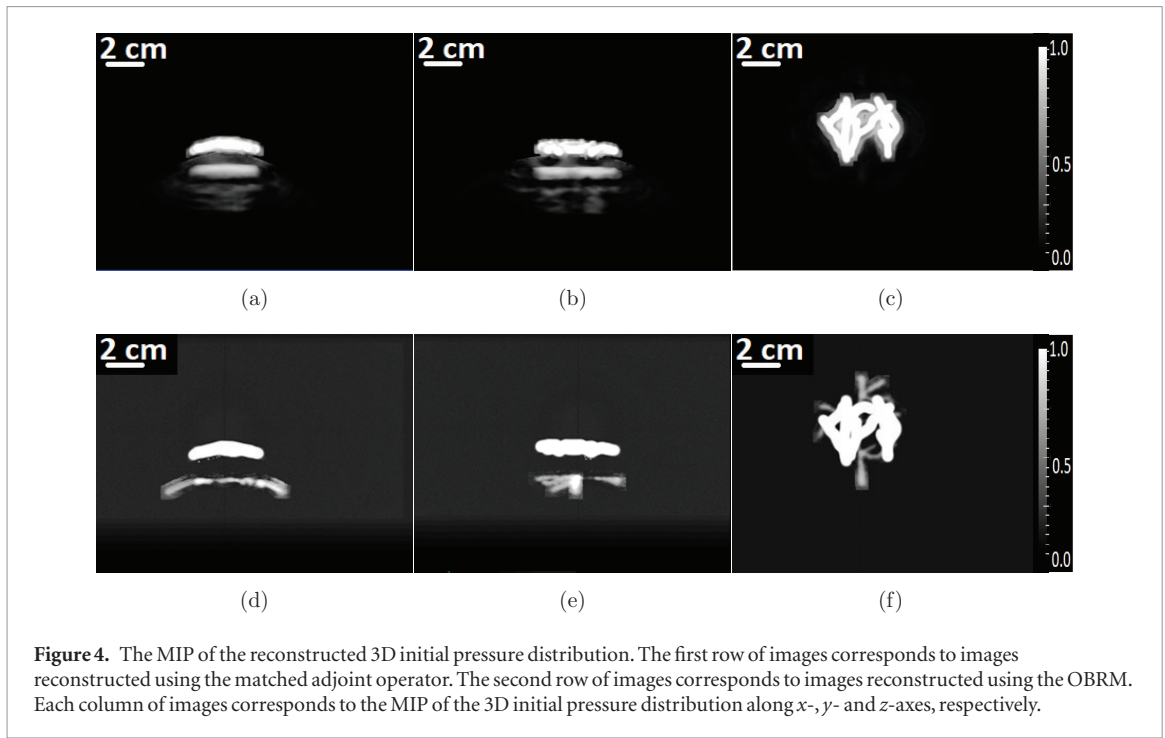 2 cm 2 cm 2 cm
1.0
0.5
0.0
(a) (b) (c)
2 cm 2 cm
1.0
0.5
0.0
(d) (e) (f)
Figure 4. The MIP of the reconstructed 3D initial pressure distribution. The first row of images corresponds to images
reconstructed using the matched adjoint operator. The second row of images corresponds to images reconstructed using the OBRM.
Each column of images corresponds to the MIP of the 3D initial pressure distribution along x-, y- and z-axes, respectively.